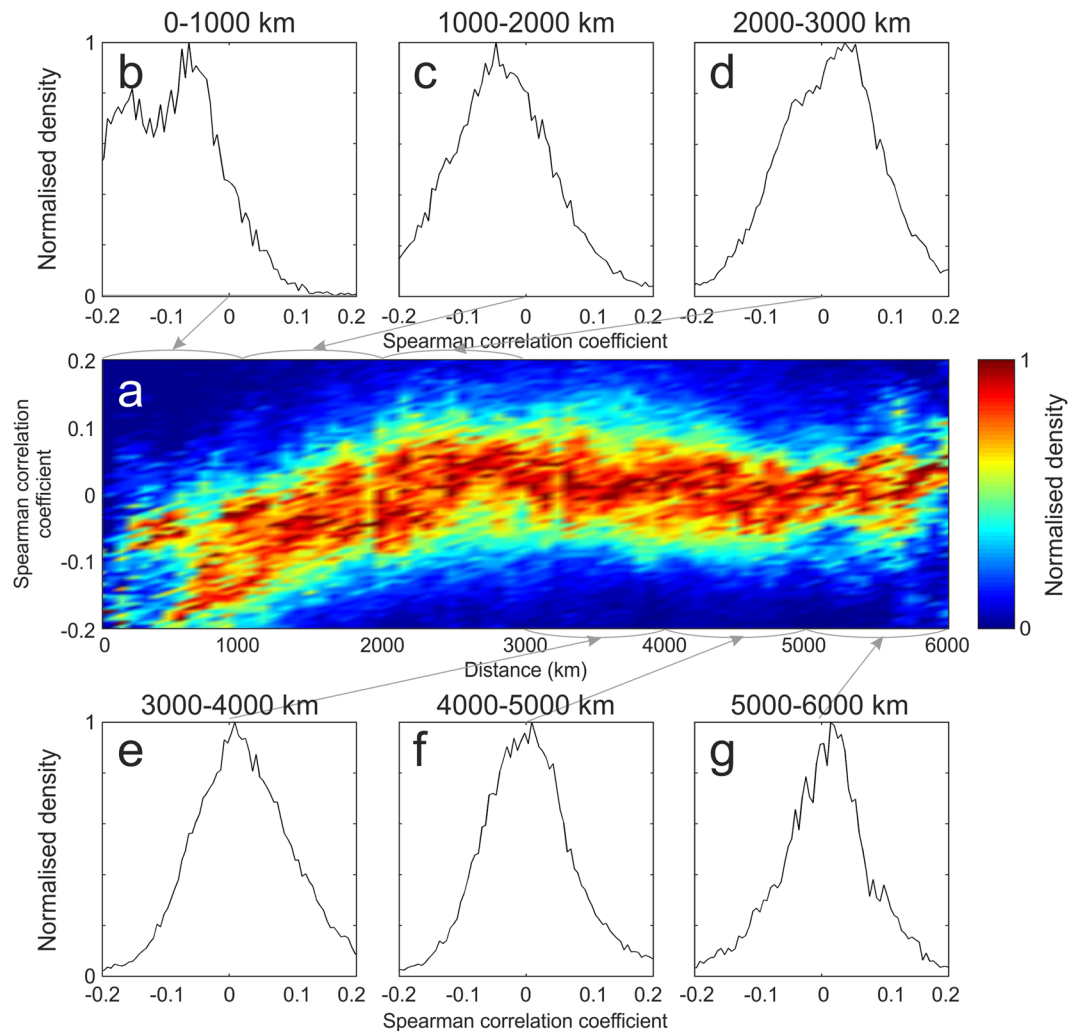 0-1000 km 1000-2000 km 2000-3000 km
1 b c d
Normalised density
0
-0.2 -0.1 0 0.1 0.2 -0.2 -0.1 0 0.1 0.2 -0.2 -0.1 0 0.1 0.2
Spearman correlation coefficient
0.2 a 1
0.1
0
-0.1
-0.2 0
Spearman correlation
coefficient
Normalised density
0 1000 2000 3000 4000 5000 6000
Distance (km)
3000-4000 km 4000-5000 km 5000-6000 km
1 e f g
Normalised density
0
-0.2 -0.1 0 0.1 0.2 -0.2 -0.1 0 0.1 0.2 -0.2 -0.1 0 0.1 0.2
Spearman correlation coefficient